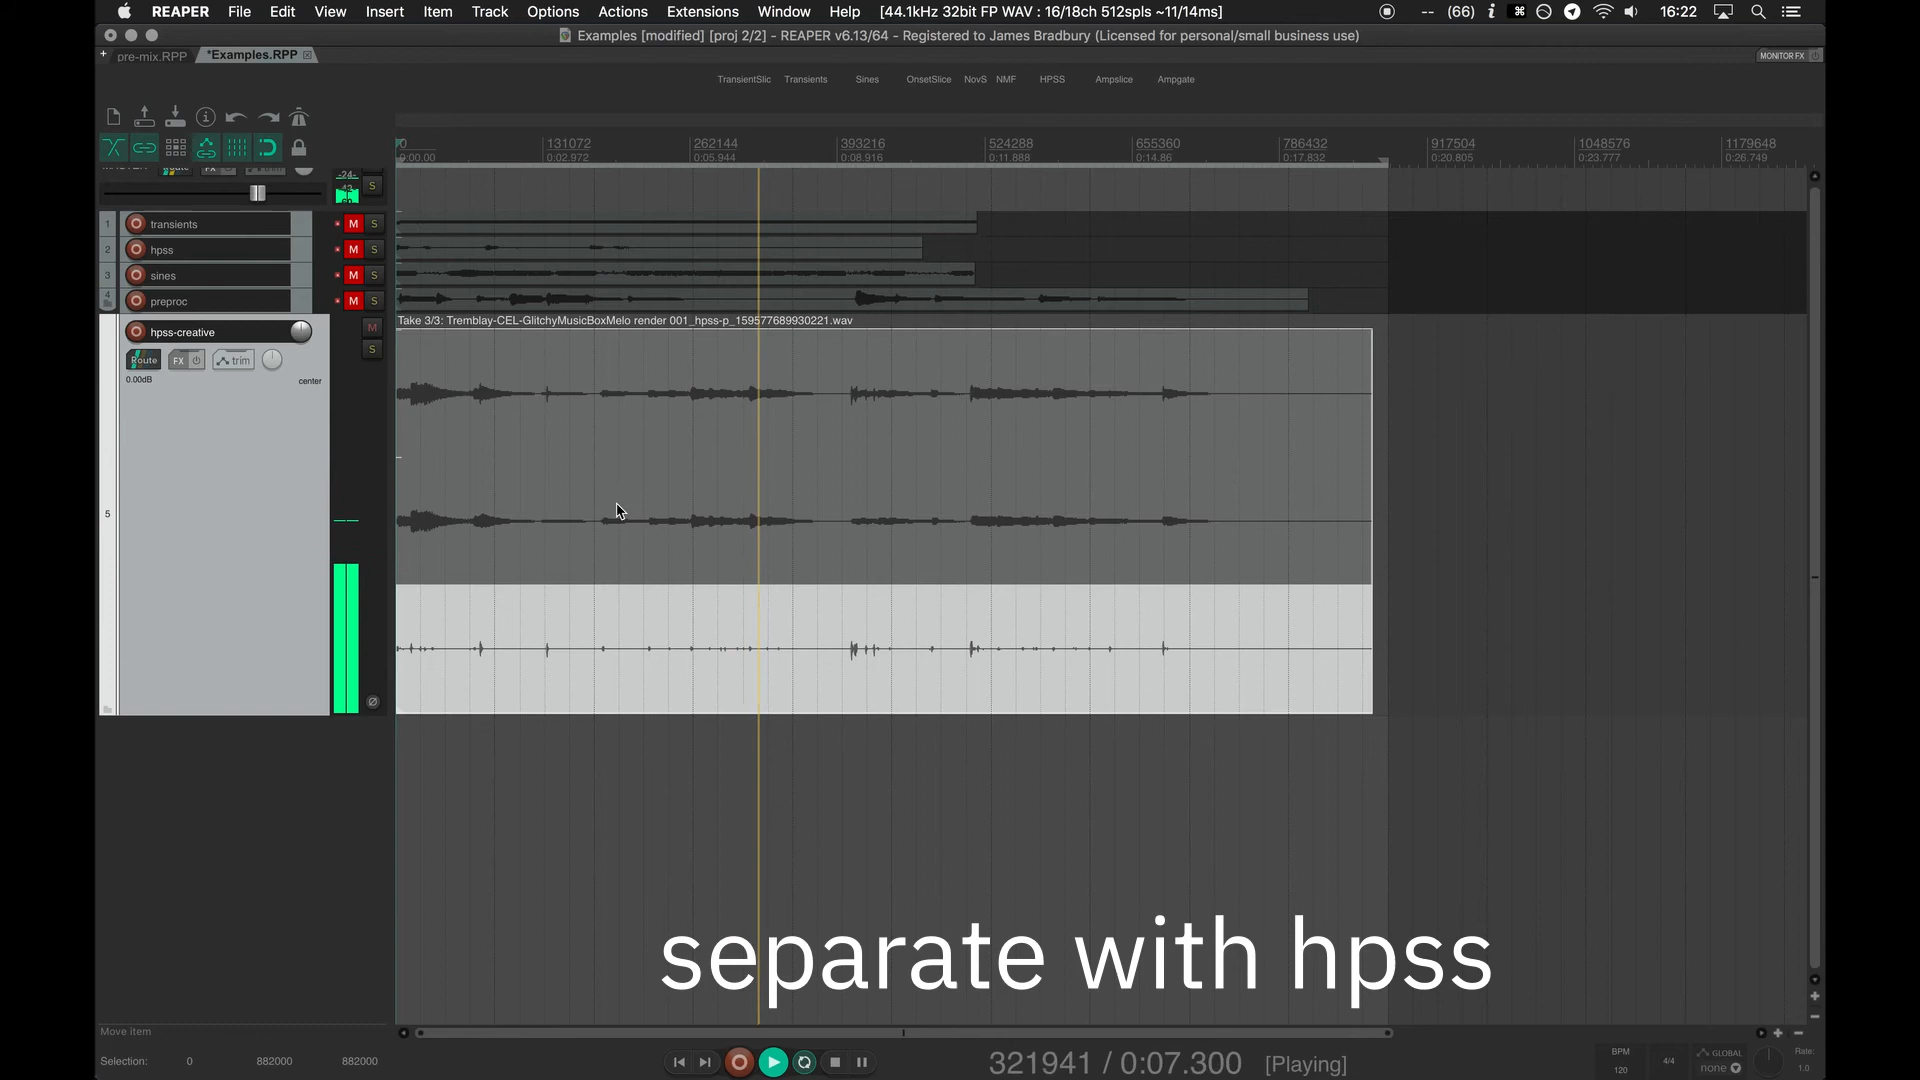 REAPER File Edit View Insert Item Track Options Actions Extensions Window Help [44.1kHz 32bit FP WAV : 16/18ch 512spls ~11/14ms] -- (66) 16:22
Examples [modified] [proj 2/2] - REAPER v6.13/64 - Registered to James Bradbury (Licensed for personal/small business use)
+ pre-mix.RPP *Examples.RPP MONITOR FX
TransientSlic Transients Sines OnsetSlice NovS NMF HPSS Ampslice Ampgate
0 131072 262144 393216 524288 655360 786432 917504 1048576 1179648
0:00.00 0:02.972 0:05.944 0:08.916 0:11.888 0:14.86 0:17.832 0:20.805 0:23.777 0:26.749
-24-
S
1 transients M S
2 hpss M S
3 sines M S
4 preproc M S
Take 3/3: Tremblay-CEL-GlitchyMusicBoxMelo render 001_hpss-p_159577689930221.wav
hpss-creative M
S
Route FX trim
0.00dB center
5
separate with hpss
Move item
Selection: 0 882000 882000
321941 / 0:07.300 [Playing]
BPM
120
4/4
GLOBAL
none
Rate:
1.0